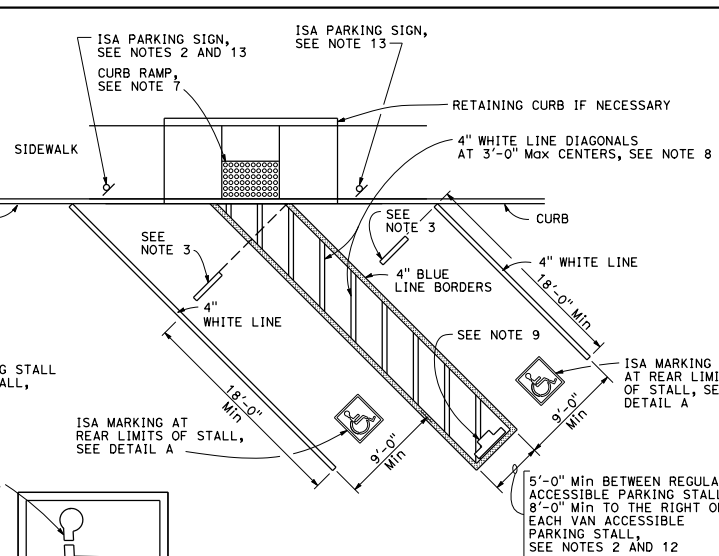 ISA PARKING SIGN,
SEE NOTES 2 AND 13
ISA PARKING SIGN,
SEE NOTE 13
CURB RAMP,
SEE NOTE 7
RETAINING CURB IF NECESSARY
SIDEWALK
4" WHITE LINE DIAGONALS
AT 3'-0" Max CENTERS, SEE NOTE 8
SEE
NOTE 3
CURB
SEE
NOTE 3
4" WHITE LINE
4" BLUE
LINE BORDERS
18'-0" Min
4"
WHITE LINE
SEE NOTE 9
STALL
18'-0"
Min
ISA MARKING
AT REAR
OF STALL,
DETAIL A
ISA MARKING AT
REAR LIMITS OF STALL,
SEE DETAIL A
9'-0"
Min
9'-0"
Min
5'-0" Min BETWEEN
ACCESSIBLE PARKING
8'-0" Min TO THE RIGHT
EACH VAN ACCESSIBLE
PARKING STALL,
SEE NOTES 2 AND 12